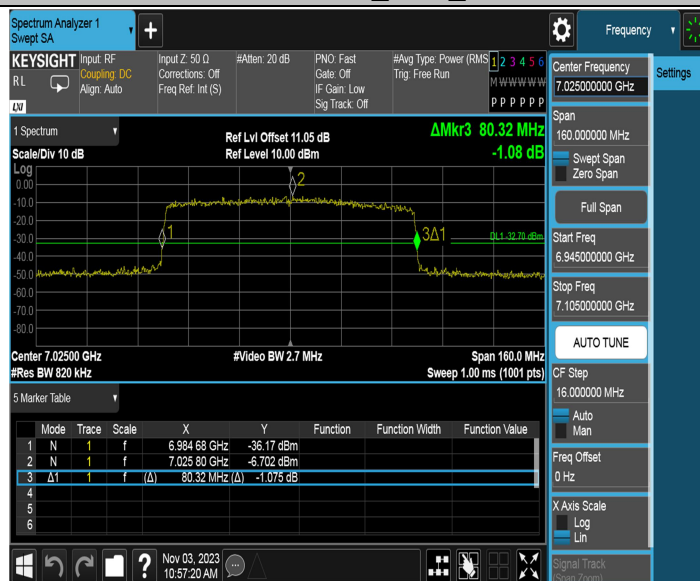 Spectrum Analyzer 1
Swept SA
+
Frequency
KEYSIGHT Input: RF Input Z: 50 Ω #Atten: 20 dB PNO: Fast #Avg Type: Power (RMS 1 2 3 4 5 6
RL Coupling: DC Corrections: Off Gate: Off Trig: Free Run M W W W W W
Align: Auto Freq Ref: Int (S) IF Gain: Low
Sig Track: Off P P P P P P
LXI
Settings
Center Frequency
7.025000000 GHz
Span
160.000000 MHz
Swept Span
Zero Span
Full Span
Start Freq
6.945000000 GHz
Stop Freq
7.105000000 GHz
AUTO TUNE
CF Step
16.000000 MHz
Auto
Man
Freq Offset
0 Hz
X Axis Scale
Log
Lin
Signal Track
(Span Zoom)
1 Spectrum
Scale/Div 10 dB
Ref Lvl Offset 11.05 dB
Ref Level 10.00 dBm
ΔMkr3 80.32 MHz
-1.08 dB
Log
0.00
-10.0
-20.0
-30.0
-40.0
-50.0
-60.0
-70.0
-80.0
1
2
3Δ1
DL1 -32.70 dBm
Center 7.02500 GHz #Video BW 2.7 MHz Span 160.0 MHz
#Res BW 820 kHz Sweep 1.00 ms (1001 pts)
5 Marker Table
Mode Trace Scale X Y Function Function Width Function Value
1 N 1 f 6.984 68 GHz -36.17 dBm
2 N 1 f 7.025 80 GHz -6.702 dBm
3 Δ1 1 f (Δ) 80.32 MHz (Δ) -1.075 dB
4
5
6
?
Nov 03, 2023
10:57:20 AM